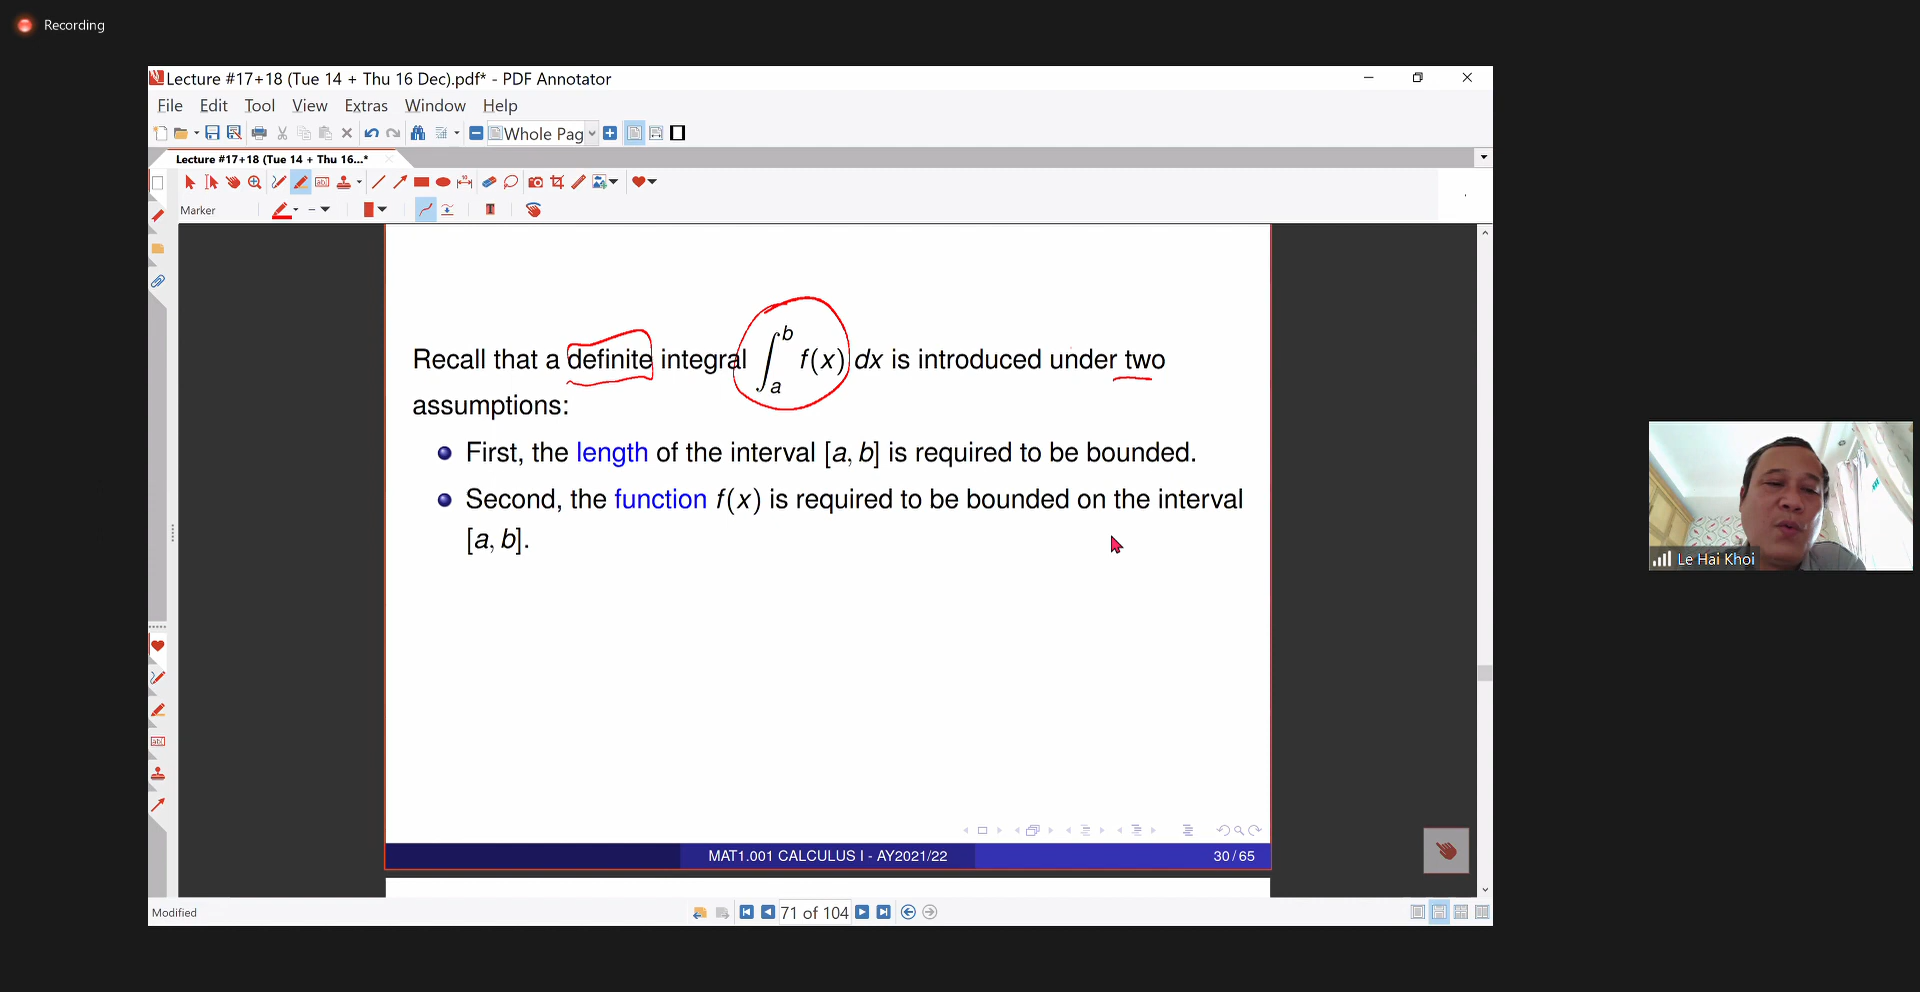 Recording
Lecture #17+18 (Tue 14 + Thu 16 Dec).pdf* - PDF Annotator
File Edit Tool View Extras Window Help
Whole Pag
Lecture #17+18 (Tue 14 + Thu 16...*
Marker
Recall that a definite integral ∫_a^b f(x) dx is introduced under two
assumptions:
First, the length of the interval [a, b] is required to be bounded.
Second, the function f(x) is required to be bounded on the interval
[a, b].
Le Hai Khoi
MAT1.001 CALCULUS I - AY2021/22 30/65
Modified 71 of 104